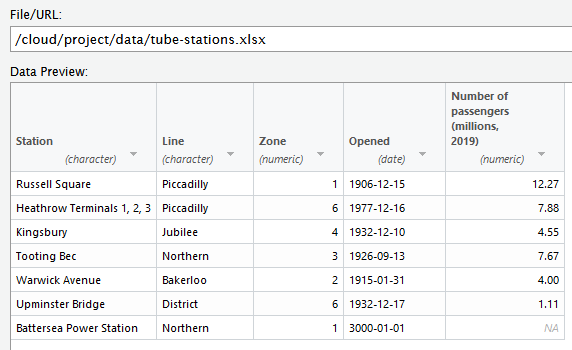 File/URL:
/cloud/project/data/tube-stations.xlsx
Data Preview:
Station (character) Line (character) Zone (numeric) Opened (date) Number of passengers (millions, 2019) (numeric)
Russell Square Piccadilly 1 1906-12-15 12.27
Heathrow Terminals 1, 2, 3 Piccadilly 6 1977-12-16 7.88
Kingsbury Jubilee 4 1932-12-10 4.55
Tooting Bec Northern 3 1926-09-13 7.67
Warwick Avenue Bakerloo 2 1915-01-31 4.00
Upminster Bridge District 6 1932-12-17 1.11
Battersea Power Station Northern 1 3000-01-01 NA